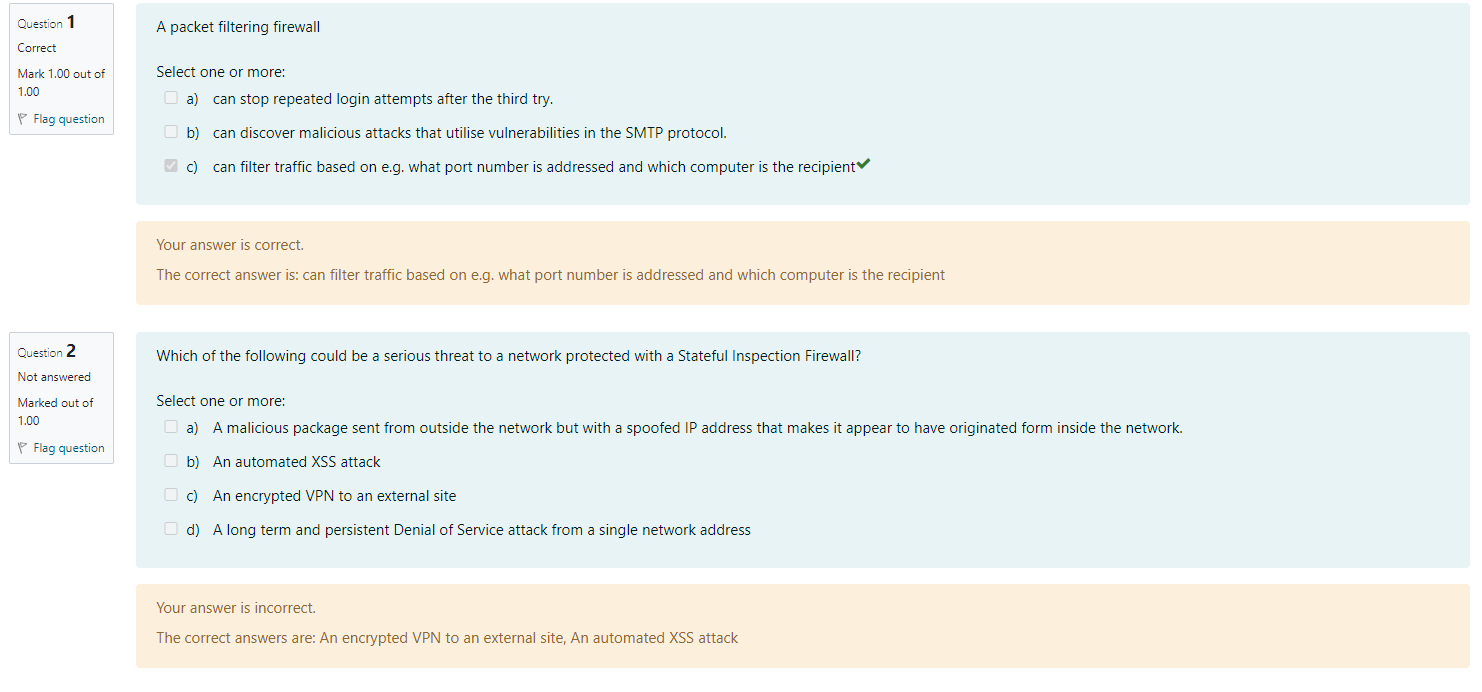 Question 1
Correct
Mark 1.00 out of
1.00
Flag question
A packet filtering firewall
Select one or more:
a) can stop repeated login attempts after the third try.
b) can discover malicious attacks that utilise vulnerabilities in the SMTP protocol.
c) can filter traffic based on e.g. what port number is addressed and which computer is the recipient
Your answer is correct.
The correct answer is: can filter traffic based on e.g. what port number is addressed and which computer is the recipient
Question 2
Not answered
Marked out of
1.00
Flag question
Which of the following could be a serious threat to a network protected with a Stateful Inspection Firewall?
Select one or more:
a) A malicious package sent from outside the network but with a spoofed IP address that makes it appear to have originated form inside the network.
b) An automated XSS attack
c) An encrypted VPN to an external site
d) A long term and persistent Denial of Service attack from a single network address
Your answer is incorrect.
The correct answers are: An encrypted VPN to an external site, An automated XSS attack